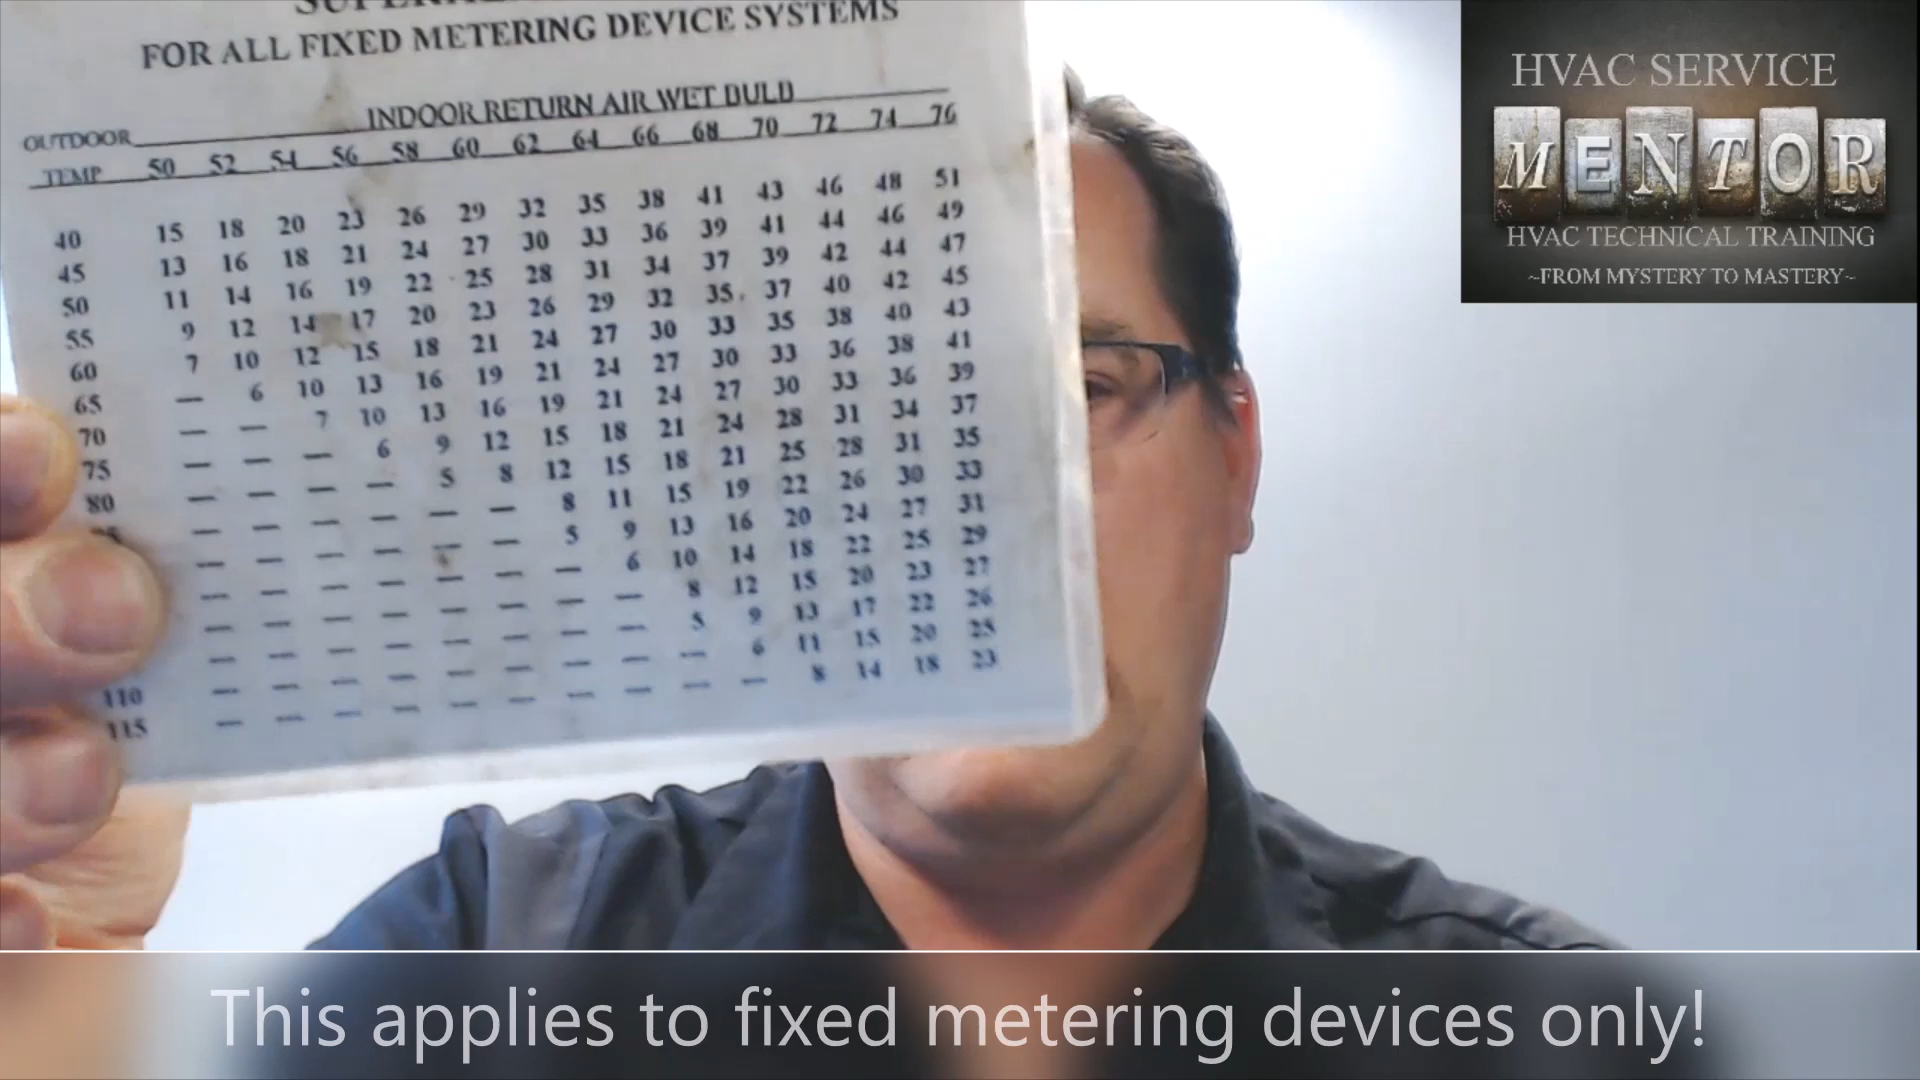 FOR ALL FIXED METERING DEVICE SYSTEMS
INDOOR RETURN AIR WET BULB
OUTDOOR
TEMP 50 52 54 56 58 60 62 64 66 68 70 72 74 76
40 15 18 20 23 26 29 32 35 38 41 43 46 48 51
45 13 16 18 21 24 27 30 33 36 39 41 44 46 49
50 11 14 16 19 22 25 28 31 34 37 39 42 44 47
55 9 12 14 17 20 23 26 29 32 35 37 40 42 45
60 7 10 12 15 18 21 24 27 30 33 35 38 40 43
65 — 6 10 13 16 19 21 24 27 30 33 36 38 41
70 — — 7 10 13 16 19 21 24 27 30 33 36 39
75 — — — 6 9 12 15 18 21 24 28 31 34 37
80 — — — — 5 8 12 15 18 21 25 28 31 35
— — — — — — 8 11 15 19 22 26 30 33
— — — — — — 5 9 13 16 20 24 27 31
— — — — — — — 6 10 14 18 22 25 29
— — — — — — — — 8 12 15 20 23 27
— — — — — — — — 5 9 13 17 22 26
110 — — — — — — — — — 6 11 15 20 25
115 — — — — — — — — — — 8 14 18 23
HVAC SERVICE
MENTOR
HVAC TECHNICAL TRAINING
~FROM MYSTERY TO MASTERY~
This applies to fixed metering devices only!